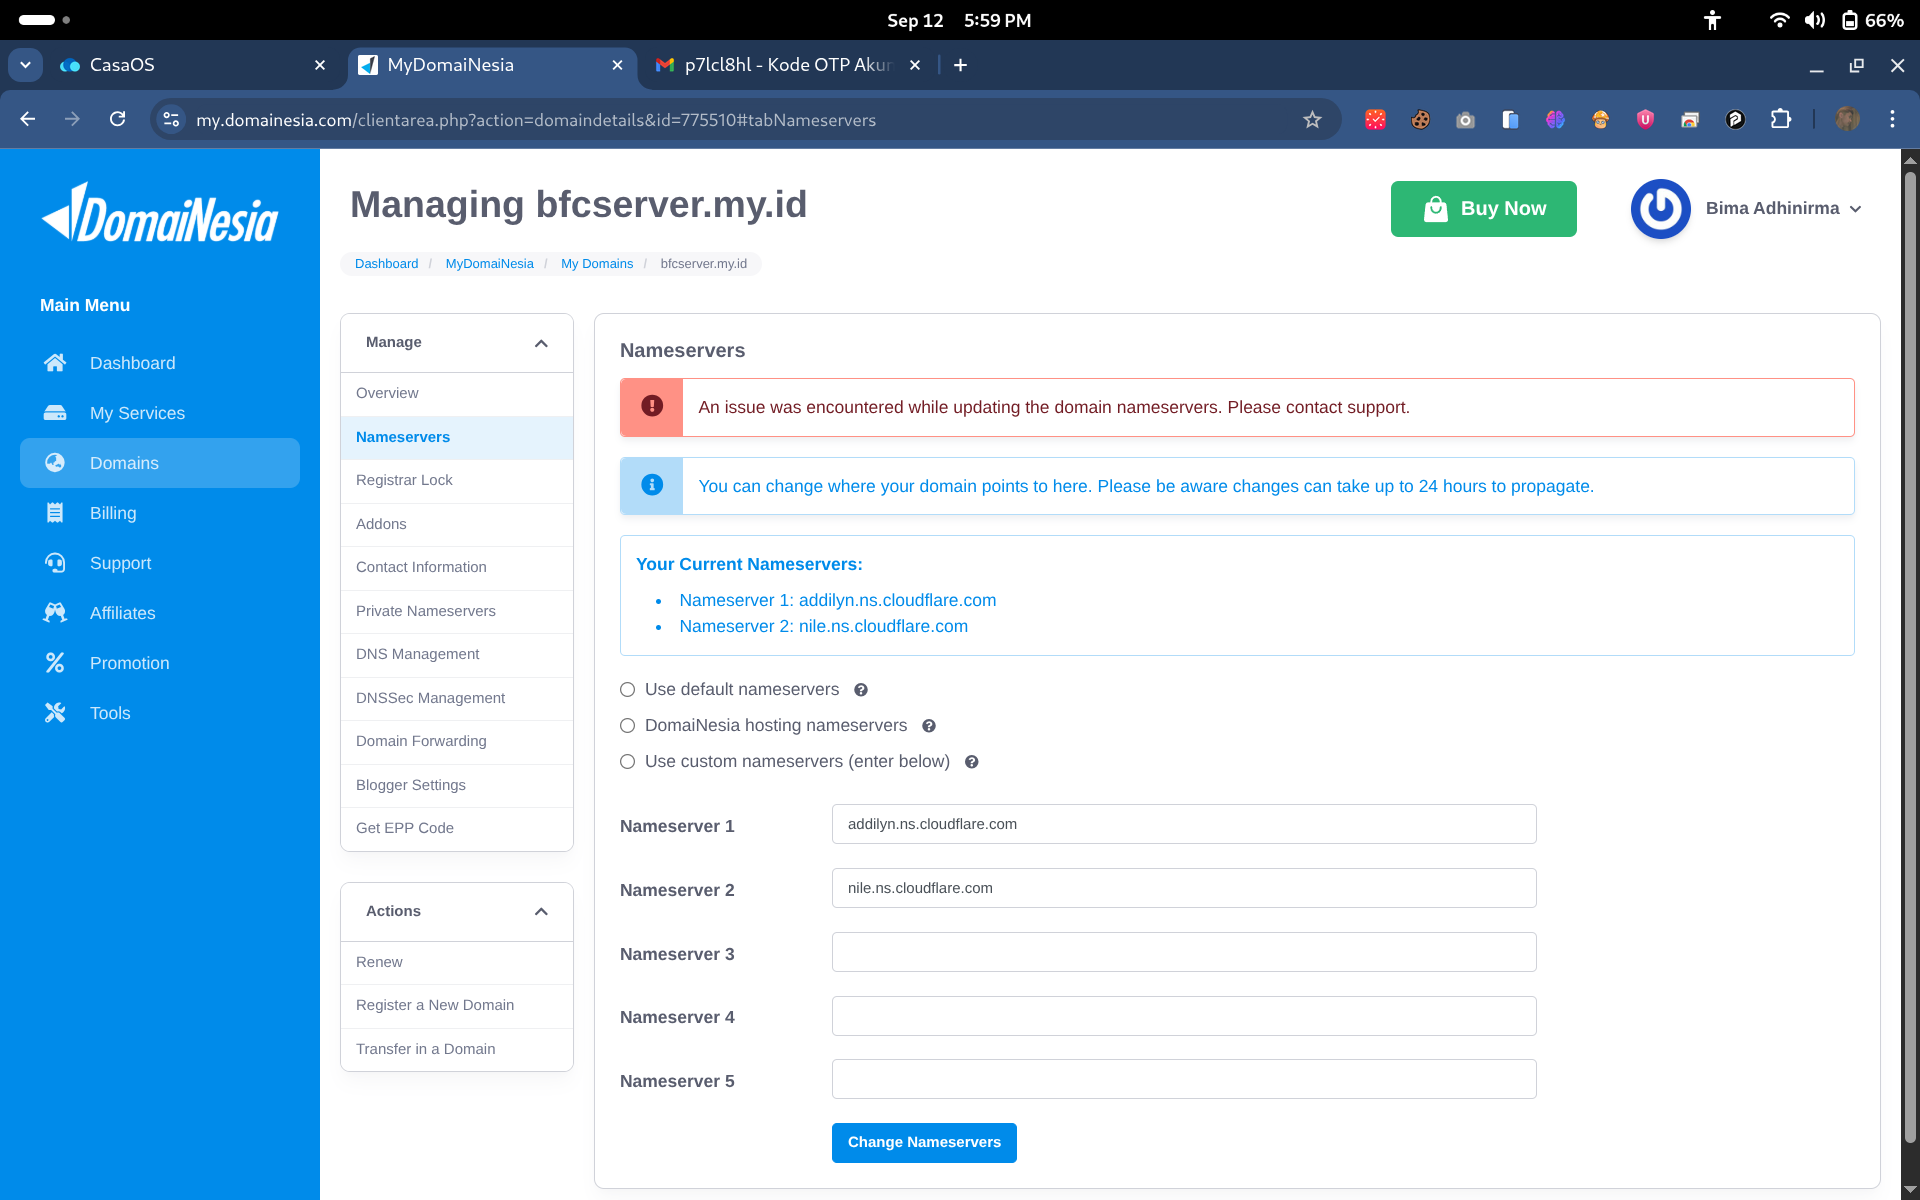 Sep 12 5:59 PM
66%
CasaOS
MyDomaiNesia
p7lcl8hl - Kode OTP Akun
my.domainesia.com/clientarea.php?action=domaindetails&id=775510#tabNameservers
DomaiNesia
Managing bfcserver.my.id
Buy Now
Bima Adhinirma
Dashboard / MyDomaiNesia / My Domains / bfcserver.my.id
Main Menu
Dashboard
My Services
Domains
Billing
Support
Affiliates
Promotion
Tools
Manage
Overview
Nameservers
Registrar Lock
Addons
Contact Information
Private Nameservers
DNS Management
DNSSec Management
Domain Forwarding
Blogger Settings
Get EPP Code
Actions
Renew
Register a New Domain
Transfer in a Domain
Nameservers
An issue was encountered while updating the domain nameservers. Please contact support.
You can change where your domain points to here. Please be aware changes can take up to 24 hours to propagate.
Your Current Nameservers:
Nameserver 1: addilyn.ns.cloudflare.com
Nameserver 2: nile.ns.cloudflare.com
Use default nameservers
DomaiNesia hosting nameservers
Use custom nameservers (enter below)
Nameserver 1 addilyn.ns.cloudflare.com
Nameserver 2 nile.ns.cloudflare.com
Nameserver 3
Nameserver 4
Nameserver 5
Change Nameservers